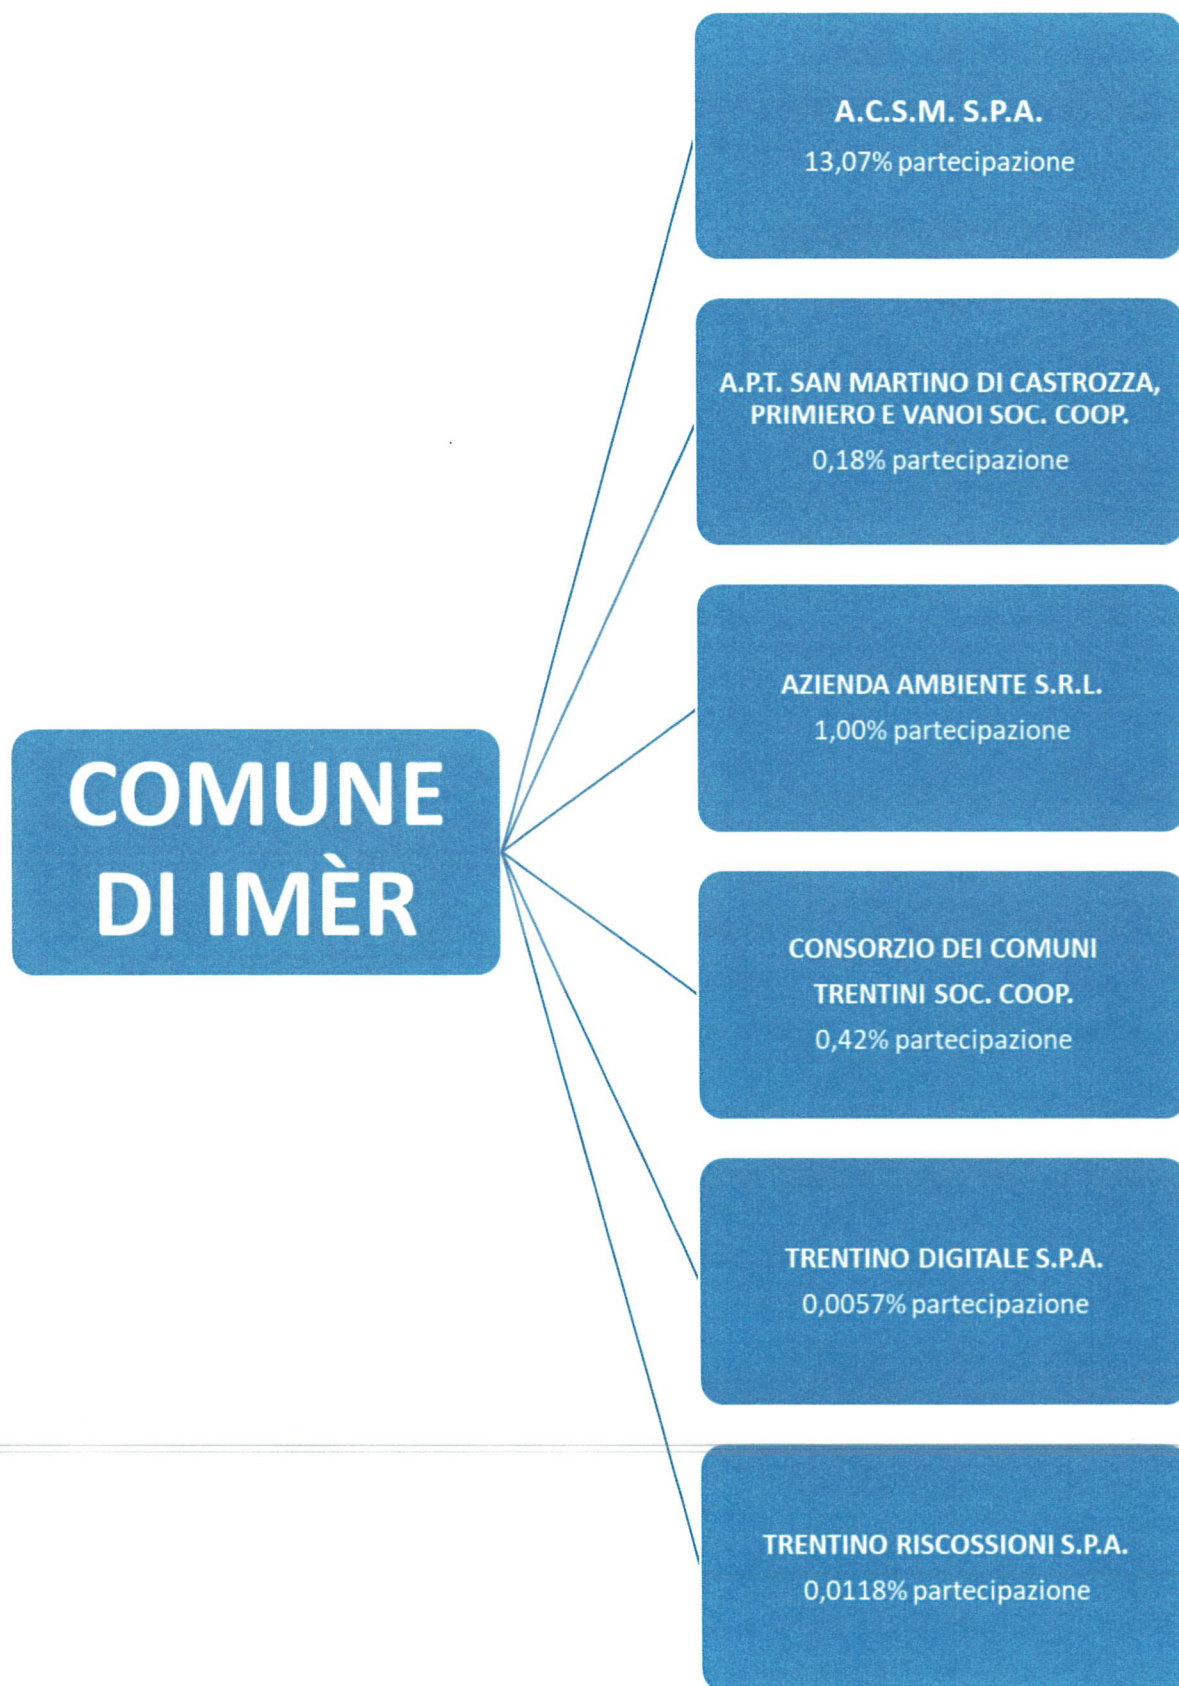 COMUNE
DI IMÈR
A.C.S.M. S.P.A.
13,07% partecipazione
A.P.T. SAN MARTINO DI CASTROZZA,
PRIMIERO E VANOI SOC. COOP.
0,18% partecipazione
AZIENDA AMBIENTE S.R.L.
1,00% partecipazione
CONSORZIO DEI COMUNI
TRENTINI SOC. COOP.
0,42% partecipazione
TRENTINO DIGITALE S.P.A.
0,0057% partecipazione
TRENTINO RISCOSSIONI S.P.A.
0,0118% partecipazione